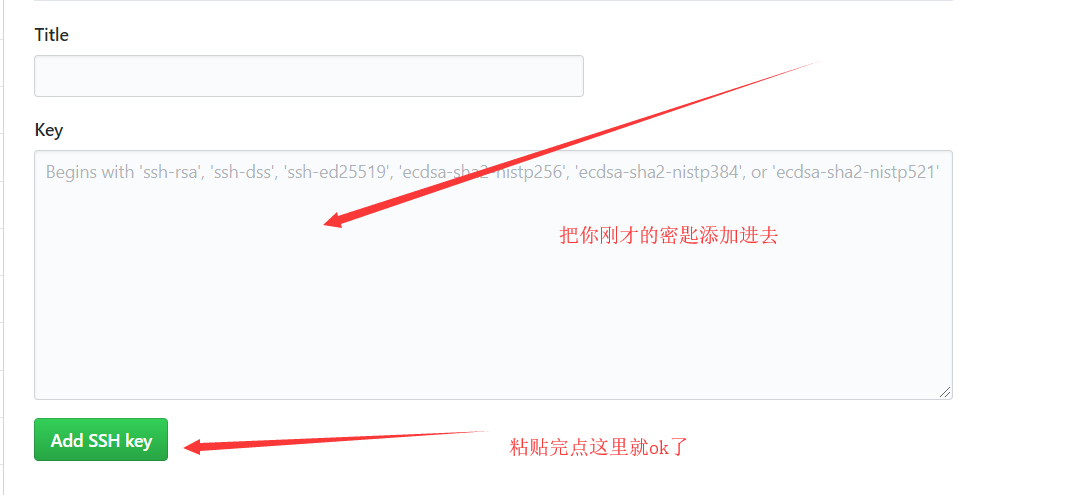 Title
Key
Begins with 'ssh-rsa', 'ssh-dss', 'ssh-ed25519', 'ecdsa-sha2-nistp256', 'ecdsa-sha2-nistp384', or 'ecdsa-sha2-nistp521'
把你刚才的密匙添加进去
Add SSH key
粘贴完点这里就ok了